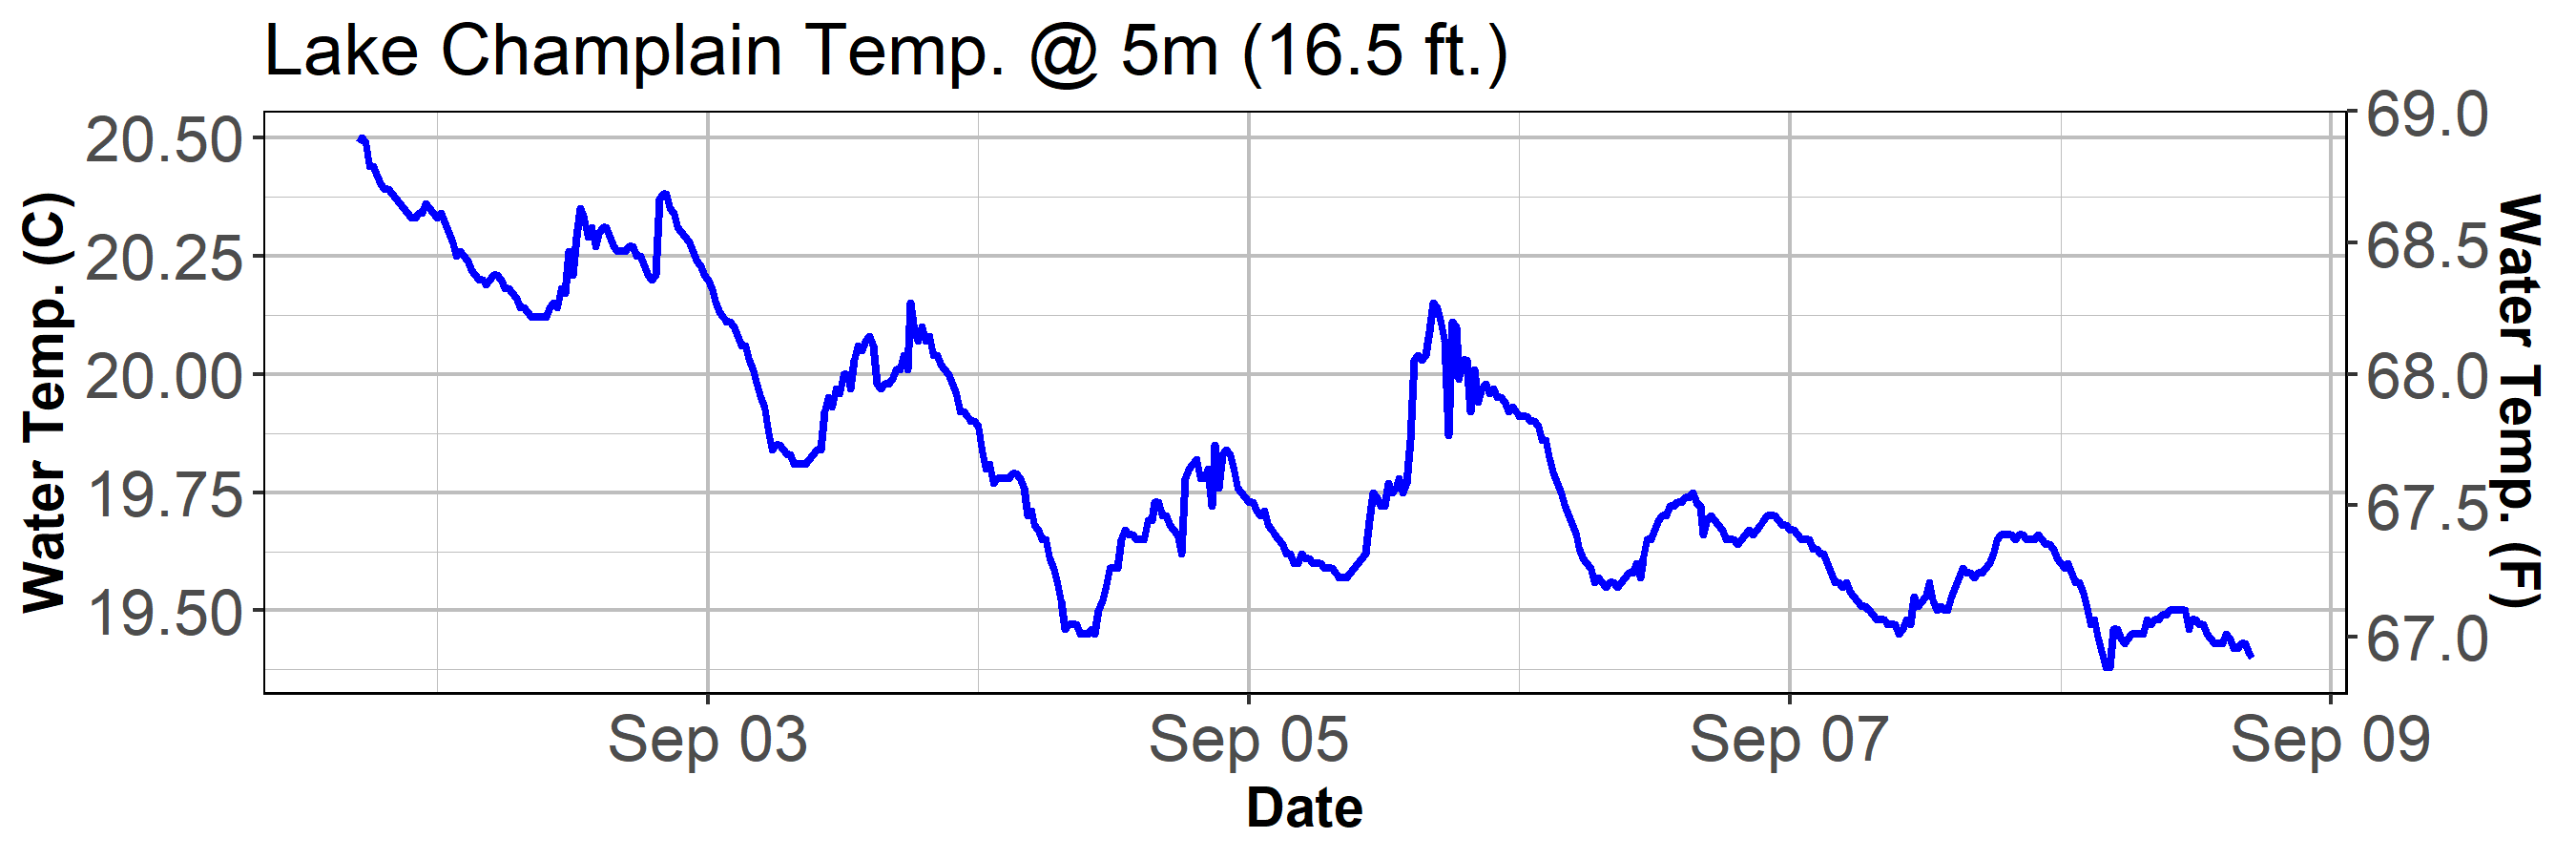 Lake Champlain Temp. @ 5m (16.5 ft.)
Water Temp. (C)
20.50
20.25
20.00
19.75
19.50
69.0
68.5
68.0
67.5
67.0
Water Temp. (F)
Sep 03 Sep 05 Sep 07 Sep 09
Date